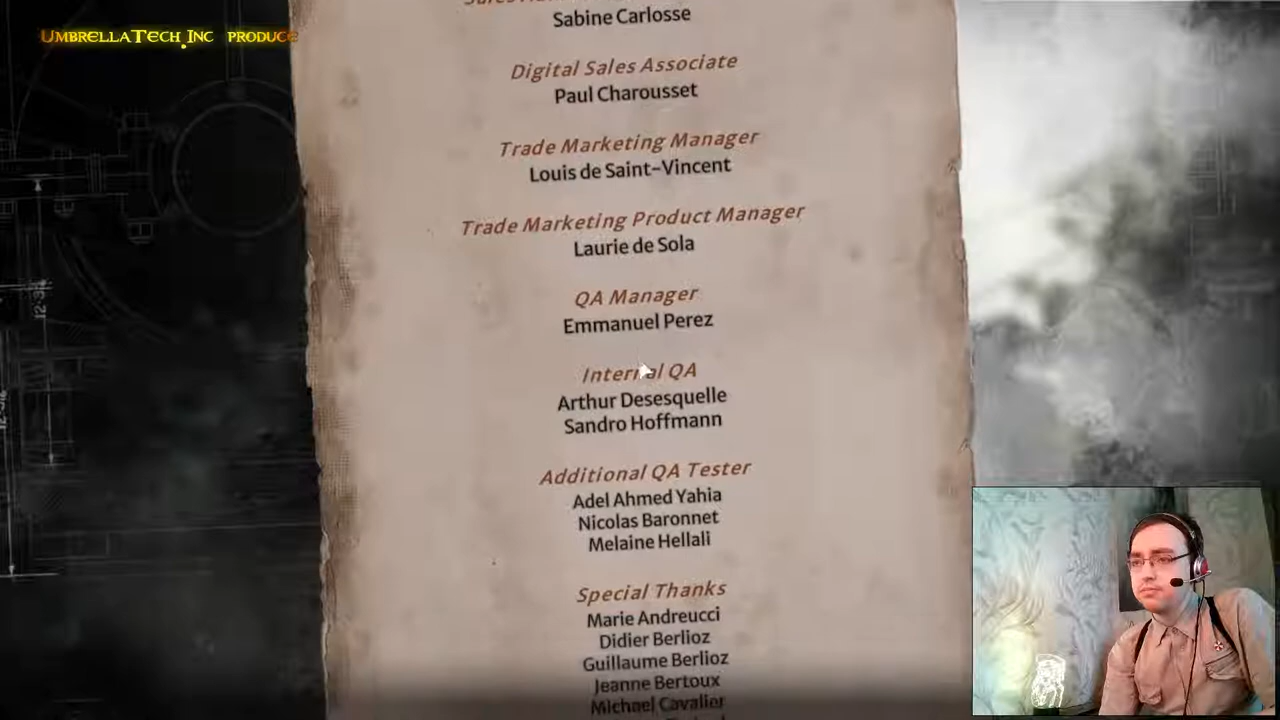 UmbrellaTech.Inc produce
Sabine Carlosse
Digital Sales Associate
Paul Charousset
Trade Marketing Manager
Louis de Saint-Vincent
Trade Marketing Product Manager
Laurie de Sola
QA Manager
Emmanuel Perez
Internal QA
Arthur Desesquelle
Sandro Hoffmann
Additional QA Tester
Adel Ahmed Yahia
Nicolas Baronnet
Melaine Hellali
Special Thanks
Marie Andreucci
Didier Berlioz
Guillaume Berlioz
Jeanne Bertoux
Michael Cavalier